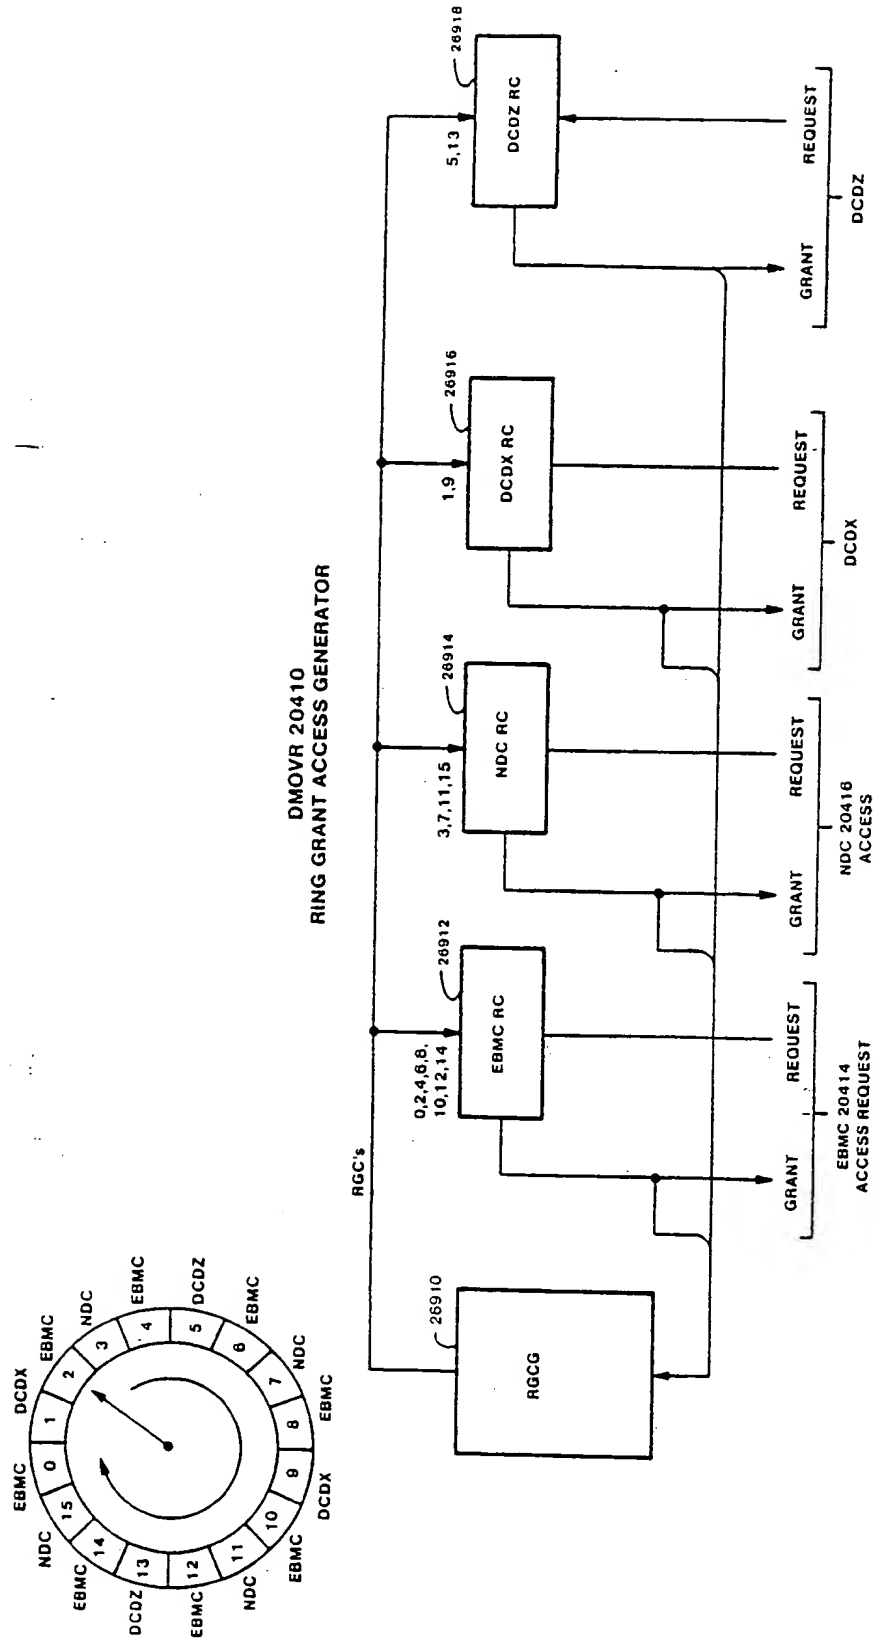 DMOVR 20410
RING GRANT ACCESS GENERATOR
EBMC
DCDX
EBMC
NDC
EBMC
DCDZ
EBMC
NDC
EBMC
DCDX
EBMC
NDC
EBMC
DCDZ
EBMC
NDC
0
1
2
3
4
5
6
7
8
9
10
11
12
13
14
15
RGC's
26910
RGCG
0,2,4,6,8,
10,12,14
26912
EBMC RC
3,7,11,15
26914
NDC RC
1,9
26916
DCDX RC
5,13
26918
DCDZ RC
GRANT
REQUEST
EBMC 20414
ACCESS REQUEST
GRANT
REQUEST
NDC 20416
ACCESS
GRANT
REQUEST
DCDX
GRANT
REQUEST
DCDZ